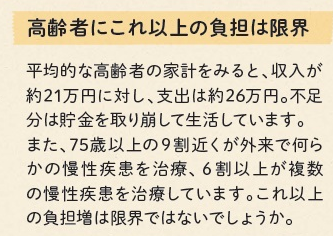 高齢者にこれ以上の負担は限界
平均的な高齢者の家計をみると、収入が
約21万円に対し、支出は約26万円。不足
分は貯金を取り崩して生活しています。
また、75歳以上の9割近くが外来で何ら
かの慢性疾患を治療、6割以上が複数
の慢性疾患を治療しています。これ以上
の負担増は限界ではないでしょうか。